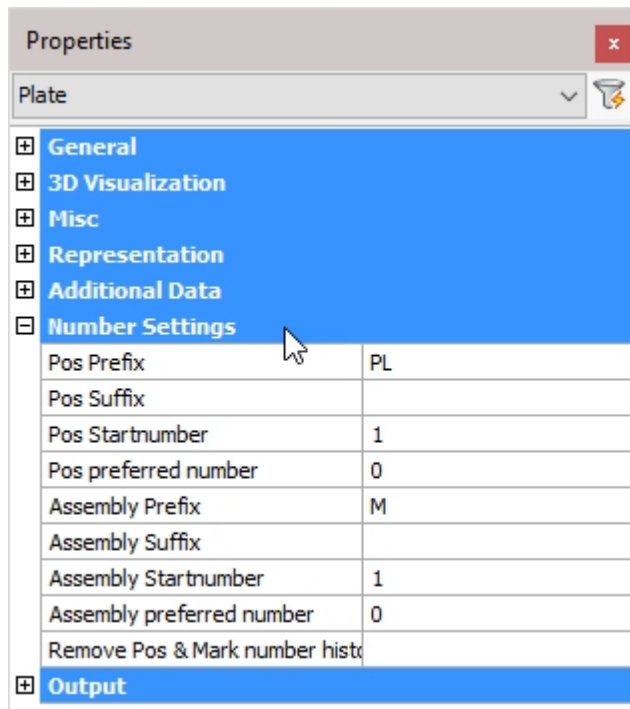 Properties
x
Plate
General
3D Visualization
Misc
Representation
Additional Data
Number Settings
Pos Prefix PL
Pos Suffix
Pos Startnumber 1
Pos preferred number 0
Assembly Prefix M
Assembly Suffix
Assembly Startnumber 1
Assembly preferred number 0
Remove Pos & Mark number histo
Output